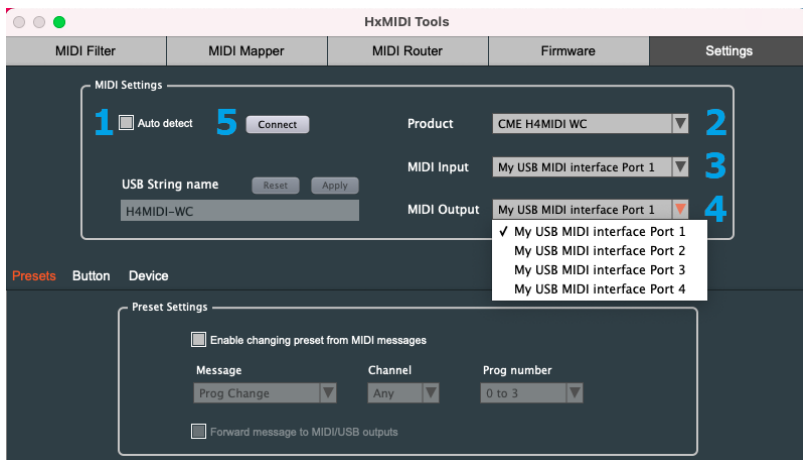 HxMIDI Tools
MIDI Filter
MIDI Mapper
MIDI Router
Firmware
Settings
MIDI Settings
1
Auto detect
5
Connect
Product
CME H4MIDI WC
2
MIDI Input
My USB MIDI interface Port 1
3
USB String name
Reset
Apply
H4MIDI-WC
MIDI Output
My USB MIDI interface Port 1
4
✓ My USB MIDI interface Port 1
My USB MIDI interface Port 2
My USB MIDI interface Port 3
My USB MIDI interface Port 4
Presets
Button
Device
Preset Settings
Enable changing preset from MIDI messages
Message
Channel
Prog number
Prog Change
Any
0 to 3
Forward message to MIDI/USB outputs